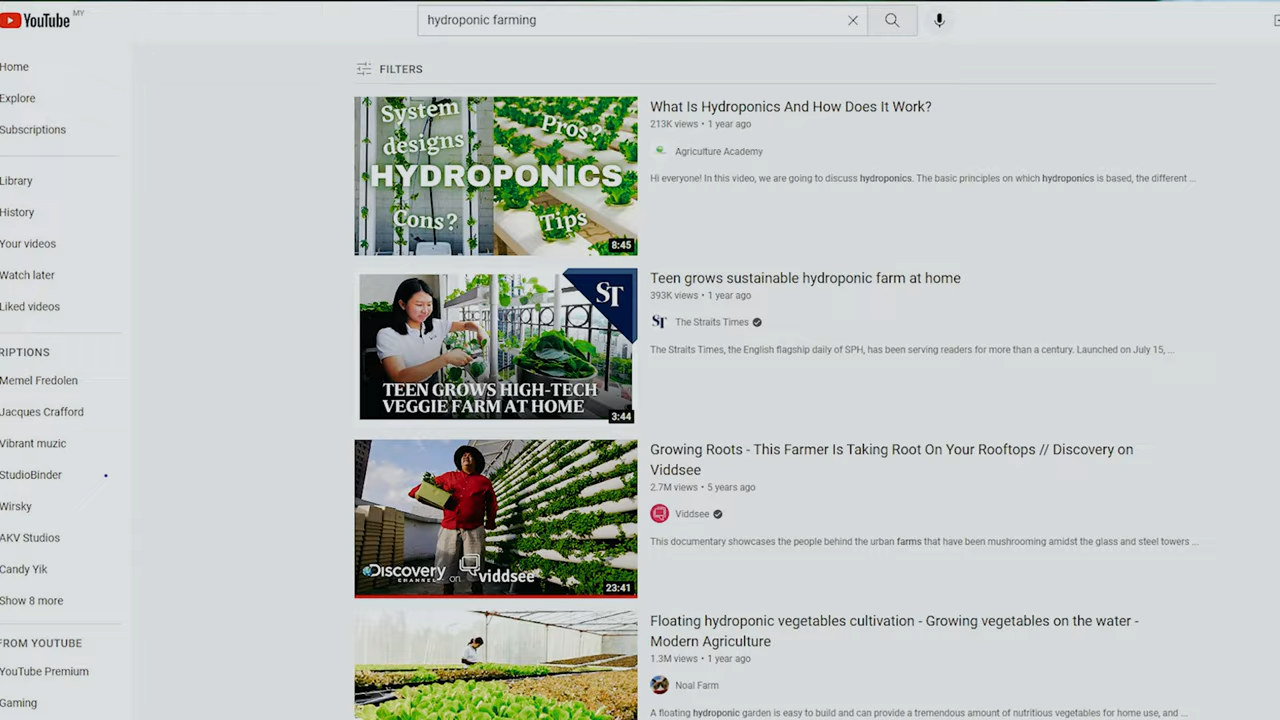 YouTube MY
hydroponic farming
Home
Explore
Subscriptions
Library
History
Your videos
Watch later
Liked videos
RIPTIONS
Memel Fredolen
Jacques Crafford
Vibrant muzic
StudioBinder
Wirsky
AKV Studios
Candy Yik
Show 8 more
FROM YOUTUBE
YouTube Premium
Gaming
FILTERS
System
designs
Pros?
HYDROPONICS
Cons?
Tips
8:45
What Is Hydroponics And How Does It Work?
213K views • 1 year ago
Agriculture Academy
Hi everyone! In this video, we are going to discuss hydroponics. The basic principles on which hydroponics is based, the different ...
ST
TEEN GROWS HIGH-TECH
VEGGIE FARM AT HOME
3:44
Teen grows sustainable hydroponic farm at home
393K views • 1 year ago
ST The Straits Times
The Straits Times, the English flagship daily of SPH, has been serving readers for more than a century. Launched on July 15, ...
Discovery
CHANNEL on viddsee
23:41
Growing Roots - This Farmer Is Taking Root On Your Rooftops // Discovery on
Viddsee
2.7M views • 5 years ago
Viddsee
This documentary showcases the people behind the urban farms that have been mushrooming amidst the glass and steel towers ...
Floating hydroponic vegetables cultivation - Growing vegetables on the water -
Modern Agriculture
1.3M views • 1 year ago
Noal Farm
A floating hydroponic garden is easy to build and can provide a tremendous amount of nutritious vegetables for home use, and ...